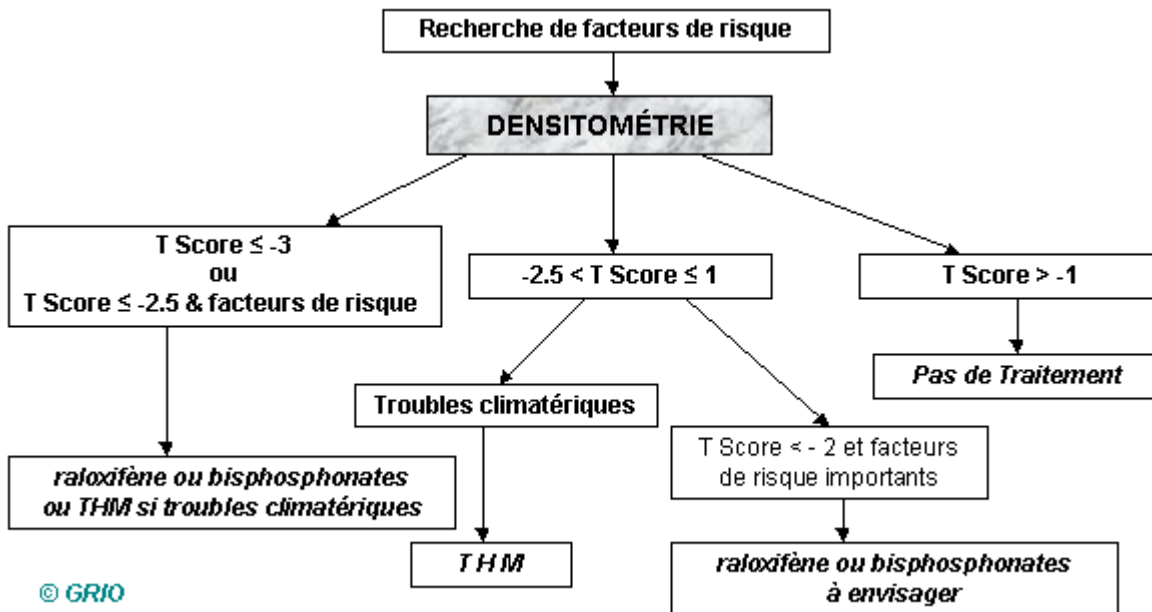 Recherche de facteurs de risque
DENSITOMÉTRIE
T Score ≤ -3
ou
T Score ≤ -2.5 & facteurs de risque
-2.5 < T Score ≤ 1
T Score > -1
Pas de Traitement
Troubles climatériques
T Score < - 2 et facteurs
de risque importants
raloxifène ou bisphosphonates
ou THM si troubles climatériques
T H M
raloxifène ou bisphosphonates
à envisager
© GRIO